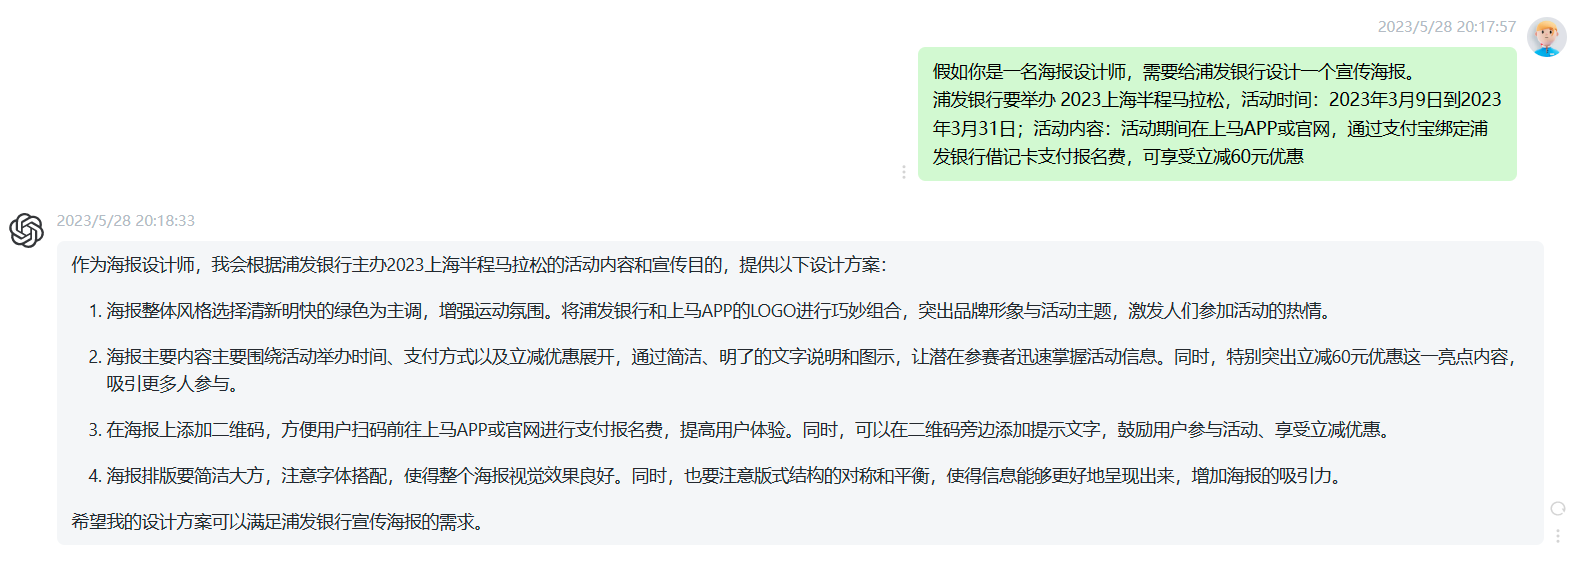 2023/5/28 20:17:57
假如你是一名海报设计师，需要给浦发银行设计一个宣传海报。
浦发银行要举办 2023上海半程马拉松，活动时间：2023年3月9日到2023
年3月31日；活动内容：活动期间在上马APP或官网，通过支付宝绑定浦
发银行借记卡支付报名费，可享受立减60元优惠
2023/5/28 20:18:33
作为海报设计师，我会根据浦发银行主办2023上海半程马拉松的活动内容和宣传目的，提供以下设计方案：
1. 海报整体风格选择清新明快的绿色为主调，增强运动氛围。将浦发银行和上马APP的LOGO进行巧妙组合，突出品牌形象与活动主题，激发人们参加活动的热情。
2. 海报主要内容主要围绕活动举办时间、支付方式以及立减优惠展开，通过简洁、明了的文字说明和图示，让潜在参赛者迅速掌握活动信息。同时，特别突出立减60元优惠这一亮点内容，
吸引更多人参与。
3. 在海报上添加二维码，方便用户扫码前往上马APP或官网进行支付报名费，提高用户体验。同时，可以在二维码旁边添加提示文字，鼓励用户参与活动、享受立减优惠。
4. 海报排版要简洁大方，注意字体搭配，使得整个海报视觉效果良好。同时，也要注意版式结构的对称和平衡，使得信息能够更好地呈现出来，增加海报的吸引力。
希望我的设计方案可以满足浦发银行宣传海报的需求。